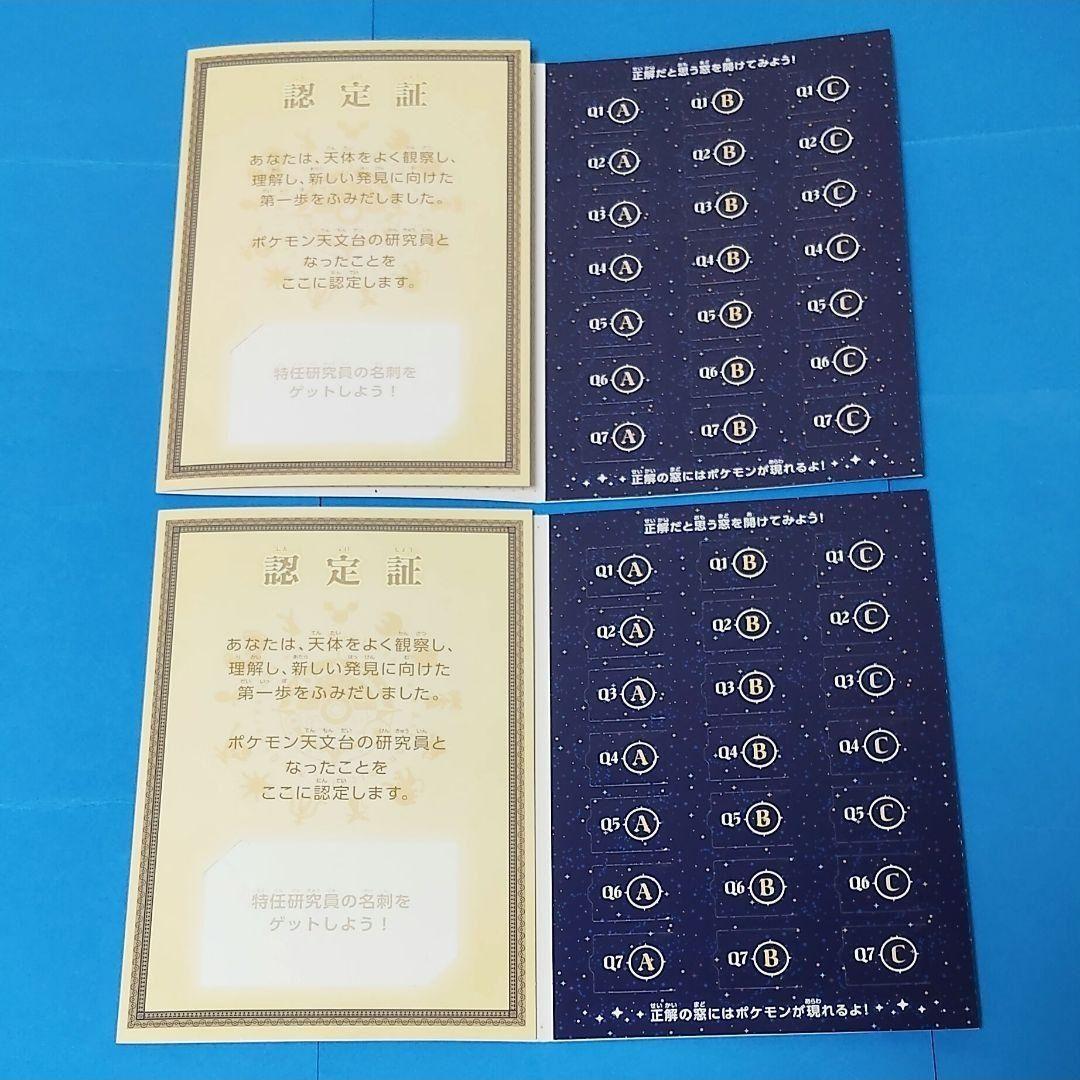 認定証
あなたは、天体をよく観察し、
理解し、新しい発見に向けた
第一歩をふみだしました。
ポケモン天文台の研究員と
なったことを
ここに認定します。
特任研究員の名刺を
ゲットしよう！
正解だと思う窓を開けてみよう！
Q1 A Q1 B Q1 C
Q2 A Q2 B Q2 C
Q3 A Q3 B Q3 C
Q4 A Q4 B Q4 C
Q5 A Q5 B Q5 C
Q6 A Q6 B Q6 C
Q7 A Q7 B Q7 C
正解の窓にはポケモンが現れるよ！
認定証
あなたは、天体をよく観察し、
理解し、新しい発見に向けた
第一歩をふみだしました。
ポケモン天文台の研究員と
なったことを
ここに認定します。
特任研究員の名刺を
ゲットしよう！
正解だと思う窓を開けてみよう！
Q1 A Q1 B Q1 C
Q2 A Q2 B Q2 C
Q3 A Q3 B Q3 C
Q4 A Q4 B Q4 C
Q5 A Q5 B Q5 C
Q6 A Q6 B Q6 C
Q7 A Q7 B Q7 C
正解の窓にはポケモンが現れるよ！